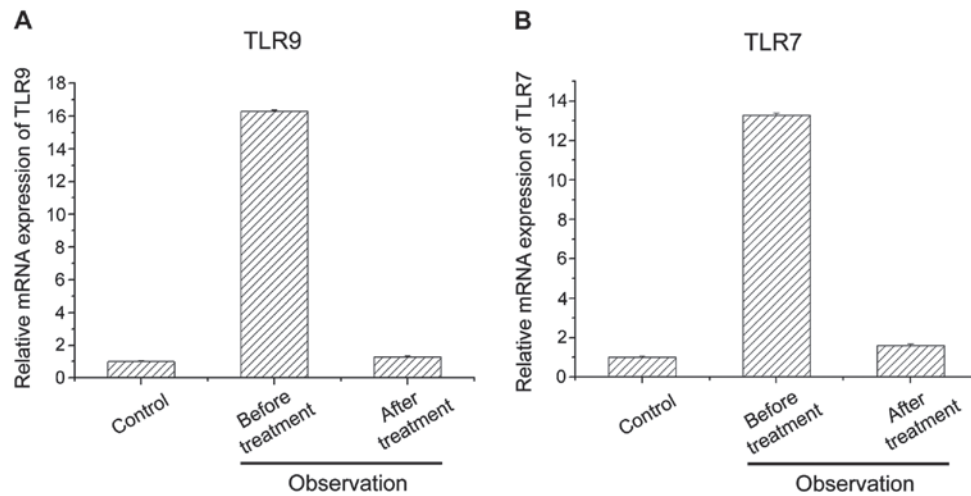 A
TLR9
Relative mRNA expression of TLR9
18
16
14
12
10
8
6
4
2
0
Control
Before
treatment
After
treatment
Observation
B
TLR7
Relative mRNA expression of TLR7
14
12
10
8
6
4
2
0
Control
Before
treatment
After
treatment
Observation